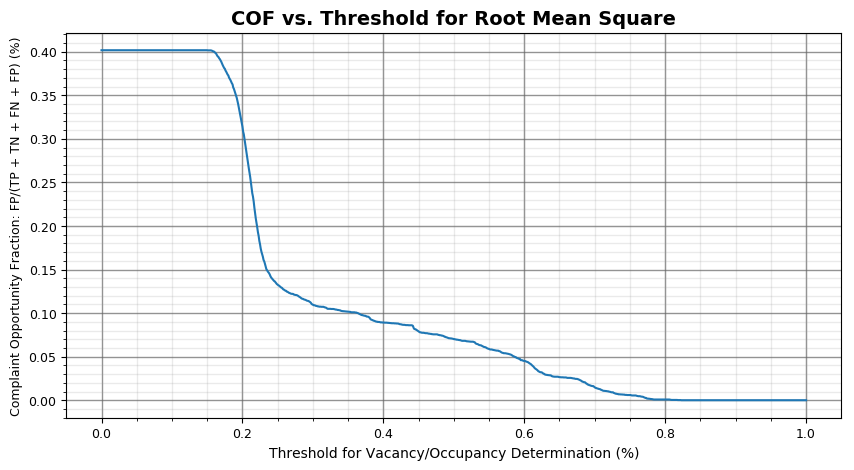 COF vs. Threshold for Root Mean Square
Complaint Opportunity Fraction: FP/(TP + TN + FN + FP) (%)
0.40
0.35
0.30
0.25
0.20
0.15
0.10
0.05
0.00
0.0 0.2 0.4 0.6 0.8 1.0
Threshold for Vacancy/Occupancy Determination (%)